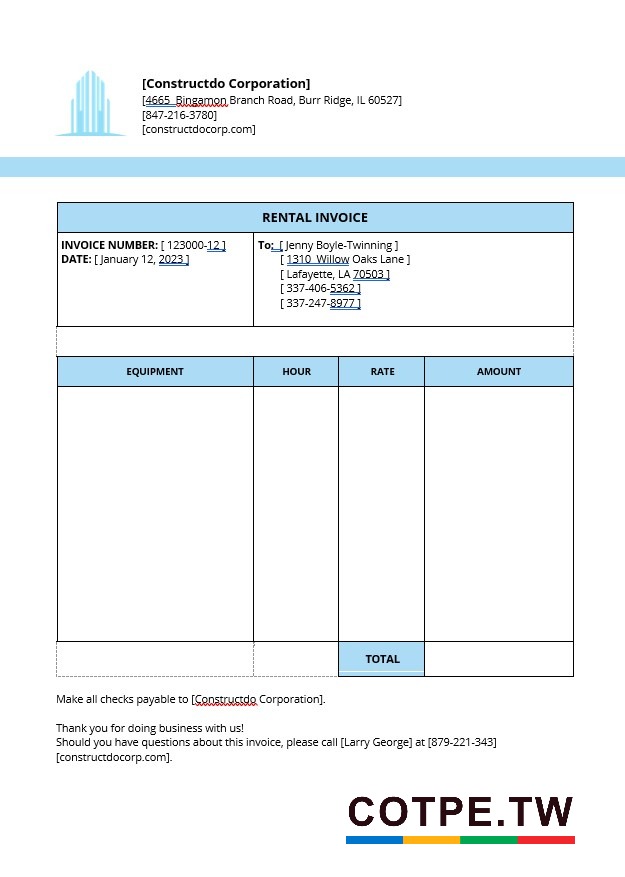 [Constructdo Corporation]
[4665  Bingamon Branch Road, Burr Ridge, IL 60527]
[847-216-3780]
[constructdocorp.com]
RENTAL INVOICE
INVOICE NUMBER: [ 123000-12 ]
DATE: [ January 12, 2023 ]
To:  [ Jenny Boyle-Twinning ]
[ 1310  Willow Oaks Lane ]
[ Lafayette, LA 70503 ]
[ 337-406-5362 ]
[ 337-247-8977 ]
EQUIPMENT HOUR RATE AMOUNT
TOTAL
Make all checks payable to [Constructdo Corporation].
Thank you for doing business with us!
Should you have questions about this invoice, please call [Larry George] at [879-221-343]
[constructdocorp.com].
COTPE.TW